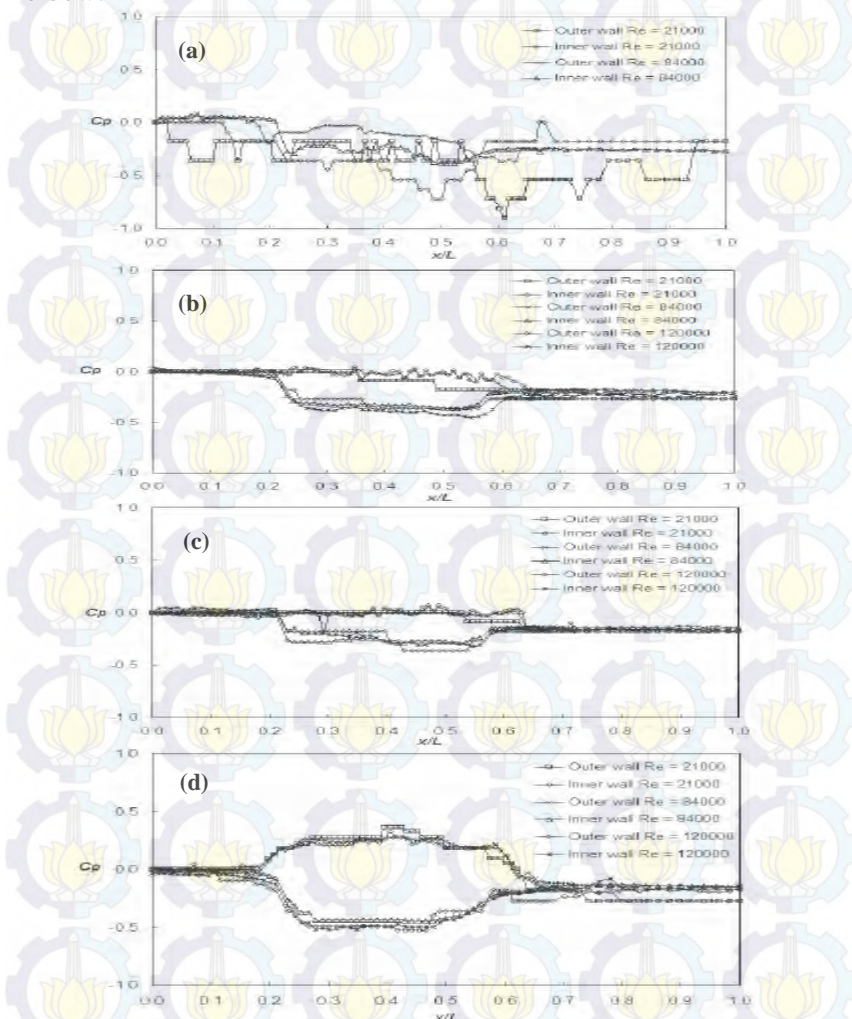 (a)
Outer wall Re = 21000
Inner wall Re = 21000
Outer wall Re = 84000
Inner wall Re = 84000
1.0
0.5
Cp 0.0
-0.5
-1.0
0.0 0.1 0.2 0.3 0.4 0.5 0.6 0.7 0.8 0.9 1.0
x/L
(b)
Outer wall Re = 21000
Inner wall Re = 21000
Outer wall Re = 84000
Inner wall Re = 84000
Outer wall Re = 120000
Inner wall Re = 120000
1.0
0.5
Cp 0.0
-0.5
-1.0
0.0 0.1 0.2 0.3 0.4 0.5 0.6 0.7 0.8 0.9 1.0
x/L
(c)
Outer wall Re = 21000
Inner wall Re = 21000
Outer wall Re = 84000
Inner wall Re = 84000
Outer wall Re = 120000
Inner wall Re = 120000
1.0
0.5
Cp 0.0
-0.5
-1.0
0.0 0.1 0.2 0.3 0.4 0.5 0.6 0.7 0.8 0.9 1.0
x/L
(d)
Outer wall Re = 21000
Inner wall Re = 21000
Outer wall Re = 84000
Inner wall Re = 84000
Outer wall Re = 120000
Inner wall Re = 120000
1.0
0.5
Cp 0.0
-0.5
-1.0
0.0 0.1 0.2 0.3 0.4 0.5 0.6 0.7 0.8 0.9 1.0
x/L